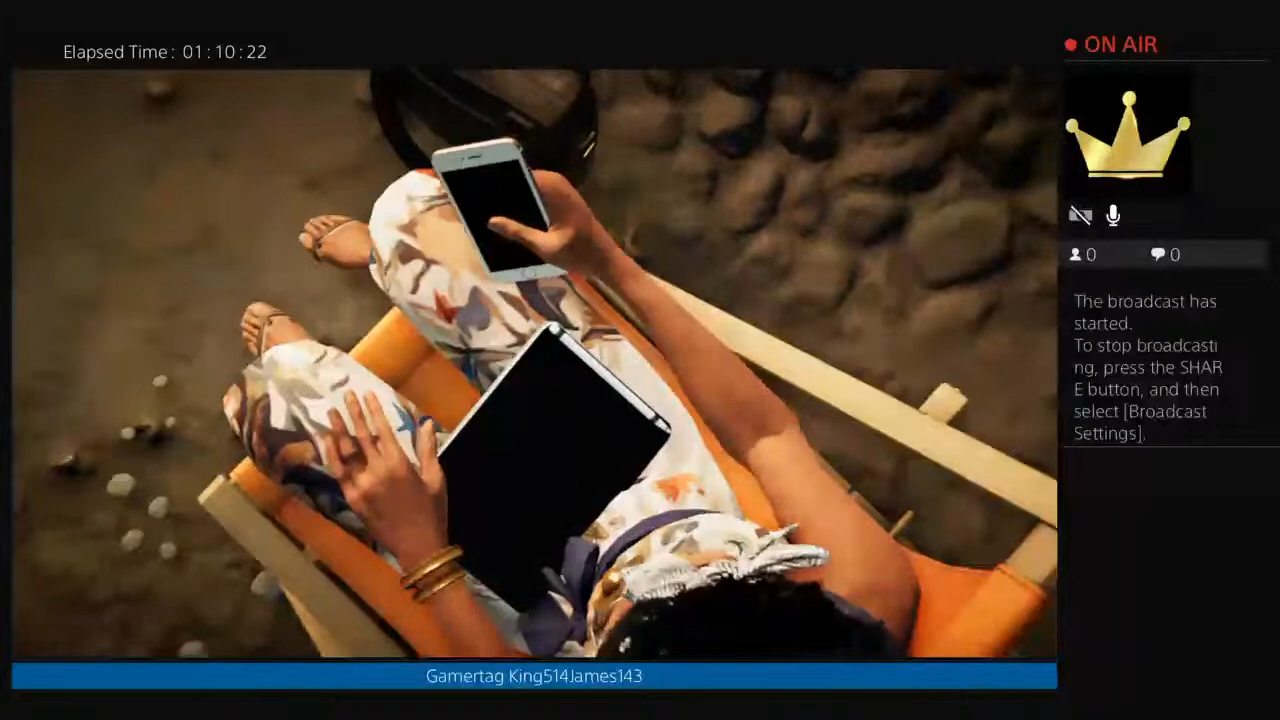 Elapsed Time: 01:10:22
ON AIR
0
0
The broadcast has
started.
To stop broadcasti
ng, press the SHAR
E button, and then
select [Broadcast
Settings].
Gamertag King514James143